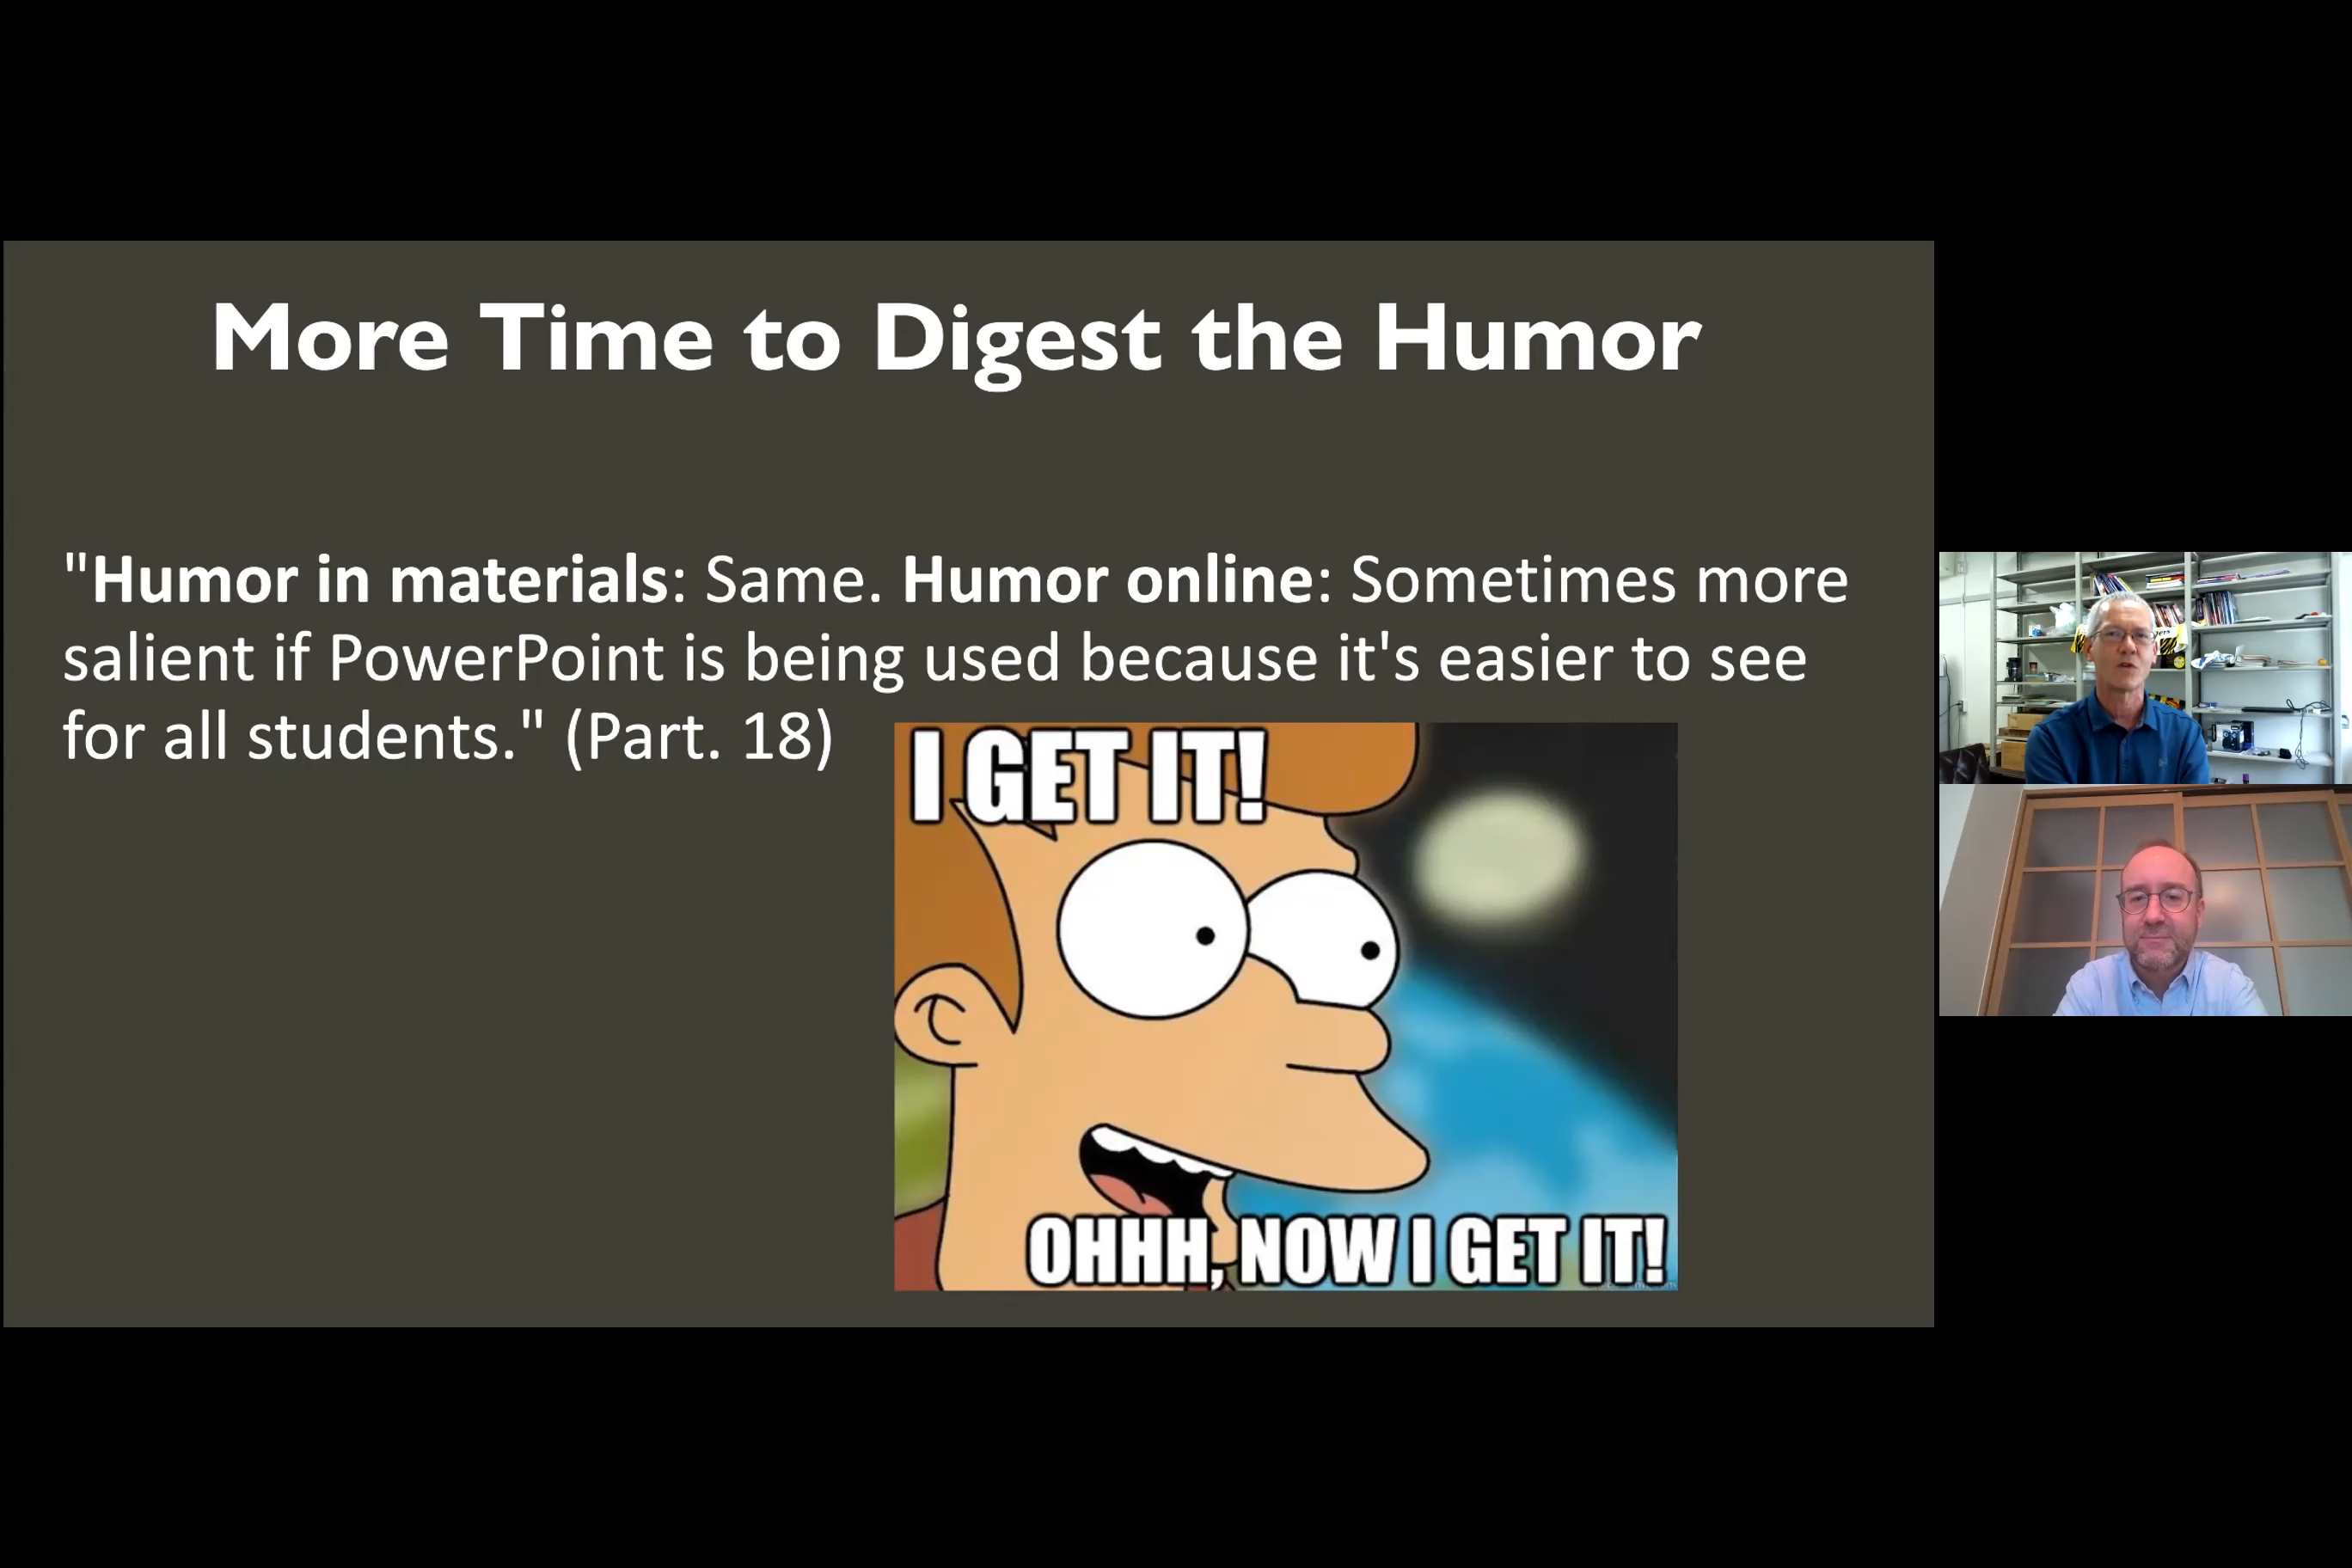 More Time to Digest the Humor
"Humor in materials: Same. Humor online: Sometimes more
salient if PowerPoint is being used because it's easier to see
for all students." (Part. 18)
I GET IT!
OHHH, NOW I GET IT!